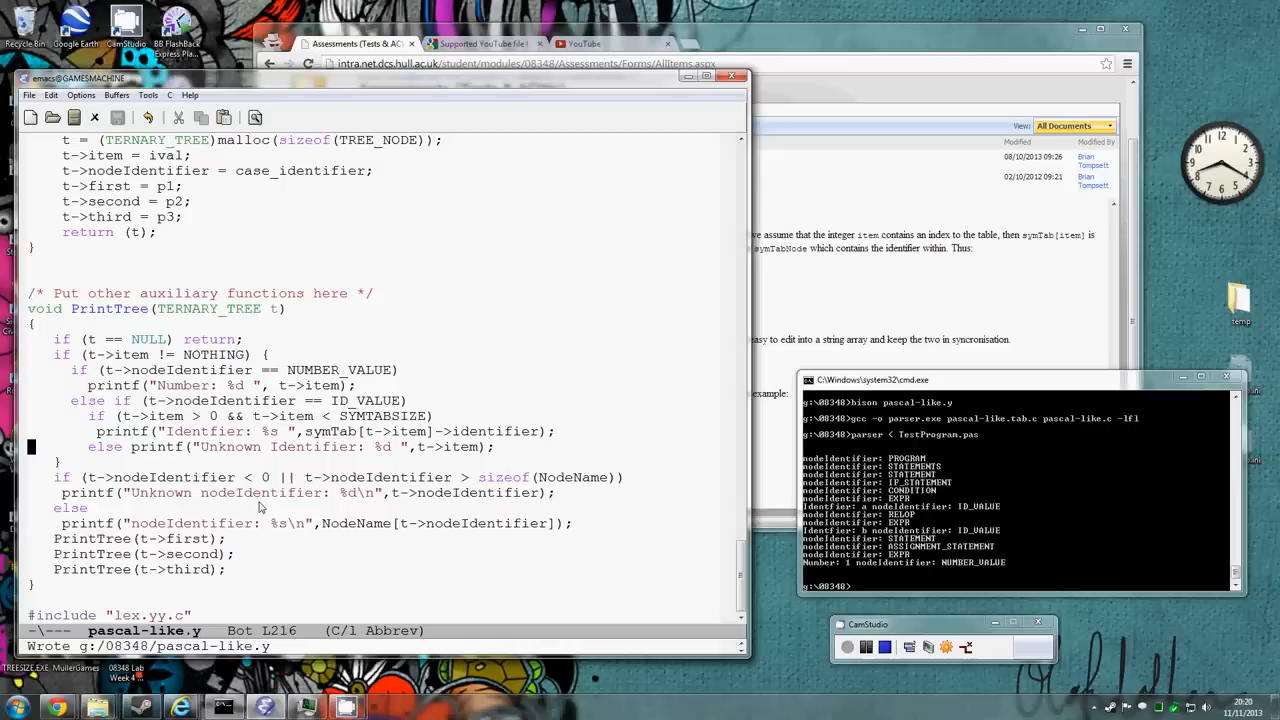 Recycle Bin
Google Earth
CamStudio
BB FlashBack
Express Pla...
Assessments (Tests & AC
Supported YouTube file
YouTube
intra.net.dcs.hull.ac.uk/student/modules/08348/Assessments/Forms/AllItems.aspx
emacs@GAMESMACHINE
File Edit Options Buffers Tools C Help
t = (TERNARY_TREE)malloc(sizeof(TREE_NODE));
t->item = ival;
t->nodeIdentifier = case_identifier;
t->first = p1;
t->second = p2;
t->third = p3;
return (t);
}
/* Put other auxiliary functions here */
void PrintTree(TERNARY_TREE t)
{
if (t == NULL) return;
if (t->item != NOTHING) {
if (t->nodeIdentifier == NUMBER_VALUE)
printf("Number: %d ", t->item);
else if (t->nodeIdentifier == ID_VALUE)
if (t->item > 0 && t->item < SYMTABSIZE)
printf("Identfier: %s ",symTab[t->item]->identifier);
else printf("Unknown Identifier: %d ",t->item);
}
if (t->nodeIdentifier < 0 || t->nodeIdentifier > sizeof(NodeName))
printf("Unknown nodeIdentifier: %d\n",t->nodeIdentifier);
else
printf("nodeIdentifier: %s\n",NodeName[t->nodeIdentifier]);
PrintTree(t->first);
PrintTree(t->second);
PrintTree(t->third);
}
#include "lex.yy.c"
-\--- pascal-like.y Bot L216 (C/l Abbrev)
Wrote g:/08348/pascal-like.y
View: All Documents
Modified Modified By
08/10/2013 09:26 Brian Tompsett
02/10/2012 09:21 Brian Tompsett
ve assume that the integer item contains an index to the table, then symTab[item] is
symTabNode which contains the identifier within. Thus:
easy to edit into a string array and keep the two in syncronisation.
example:
C:\Windows\system32\cmd.exe
g:\08348>bison pascal-like.y
g:\08348>gcc -o parser.exe pascal-like.tab.c pascal-like.c -lfl
g:\08348>parser < TestProgram.pas
nodeIdentifier: PROGRAM
nodeIdentifier: STATEMENTS
nodeIdentifier: STATEMENT
nodeIdentifier: IF_STATEMENT
nodeIdentifier: CONDITION
nodeIdentifier: EXPR
Identfier: a nodeIdentifier: ID_VALUE
nodeIdentifier: RELOP
nodeIdentifier: EXPR
Identfier: b nodeIdentifier: ID_VALUE
nodeIdentifier: STATEMENT
nodeIdentifier: ASSIGNMENT_STATEMENT
nodeIdentifier: EXPR
Number: 1 nodeIdentifier: NUMBER_VALUE
g:\08348>
temp
CamStudio
TREESIZE.EXE
MullerGames
08348 Lab
Week 4 ...
20:20
11/11/2013